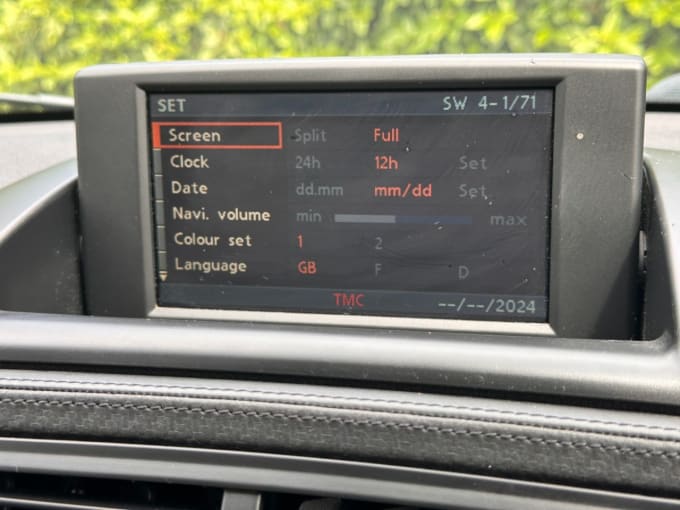 SET SW 4-1/71
Screen Split Full
Clock 24h 12h Set
Date dd.mm mm/dd Set
Navi. volume min max
Colour set 1 2
Language GB F D
TMC --/--/2024